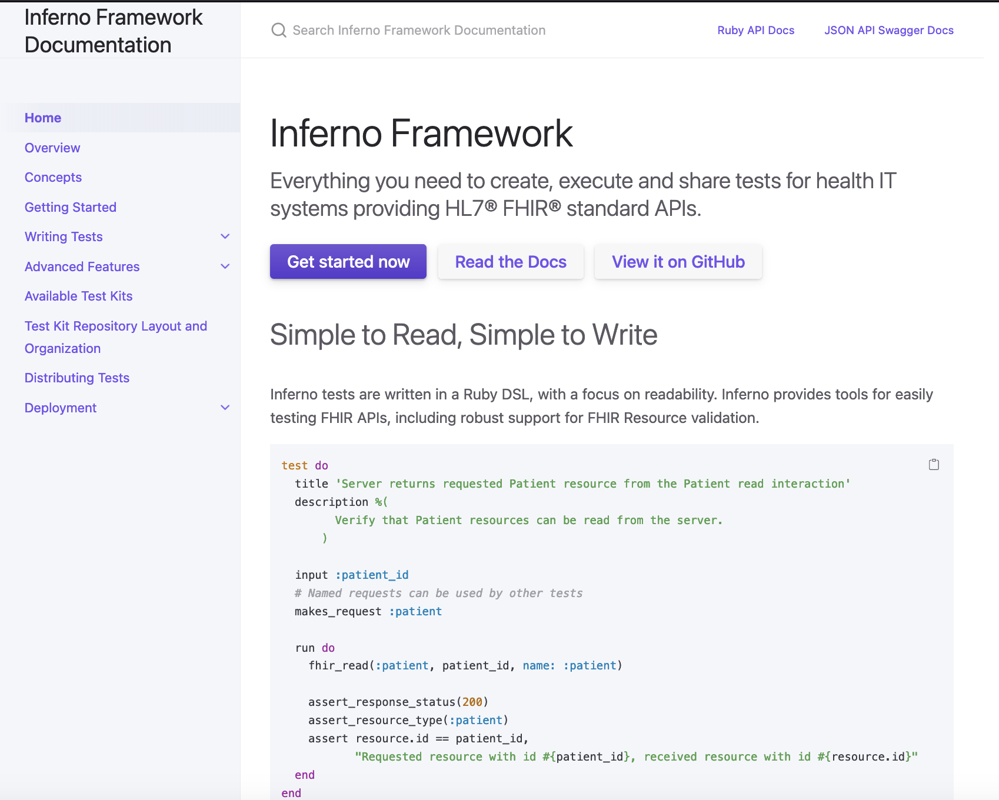 Inferno Framework
Documentation
Search Inferno Framework Documentation
Ruby API Docs
JSON API Swagger Docs
Home
Overview
Concepts
Getting Started
Writing Tests
Advanced Features
Available Test Kits
Test Kit Repository Layout and
Organization
Distributing Tests
Deployment
Inferno Framework
Everything you need to create, execute and share tests for health IT
systems providing HL7® FHIR® standard APIs.
Get started now
Read the Docs
View it on GitHub
Simple to Read, Simple to Write
Inferno tests are written in a Ruby DSL, with a focus on readability. Inferno provides tools for easily
testing FHIR APIs, including robust support for FHIR Resource validation.
test do
  title 'Server returns requested Patient resource from the Patient read interaction'
  description %(
        Verify that Patient resources can be read from the server.
      )
  input :patient_id
  # Named requests can be used by other tests
  makes_request :patient
  run do
    fhir_read(:patient, patient_id, name: :patient)
    assert_response_status(200)
    assert_resource_type(:patient)
    assert resource.id == patient_id,
           "Requested resource with id #{patient_id}, received resource with id #{resource.id}"
  end
end